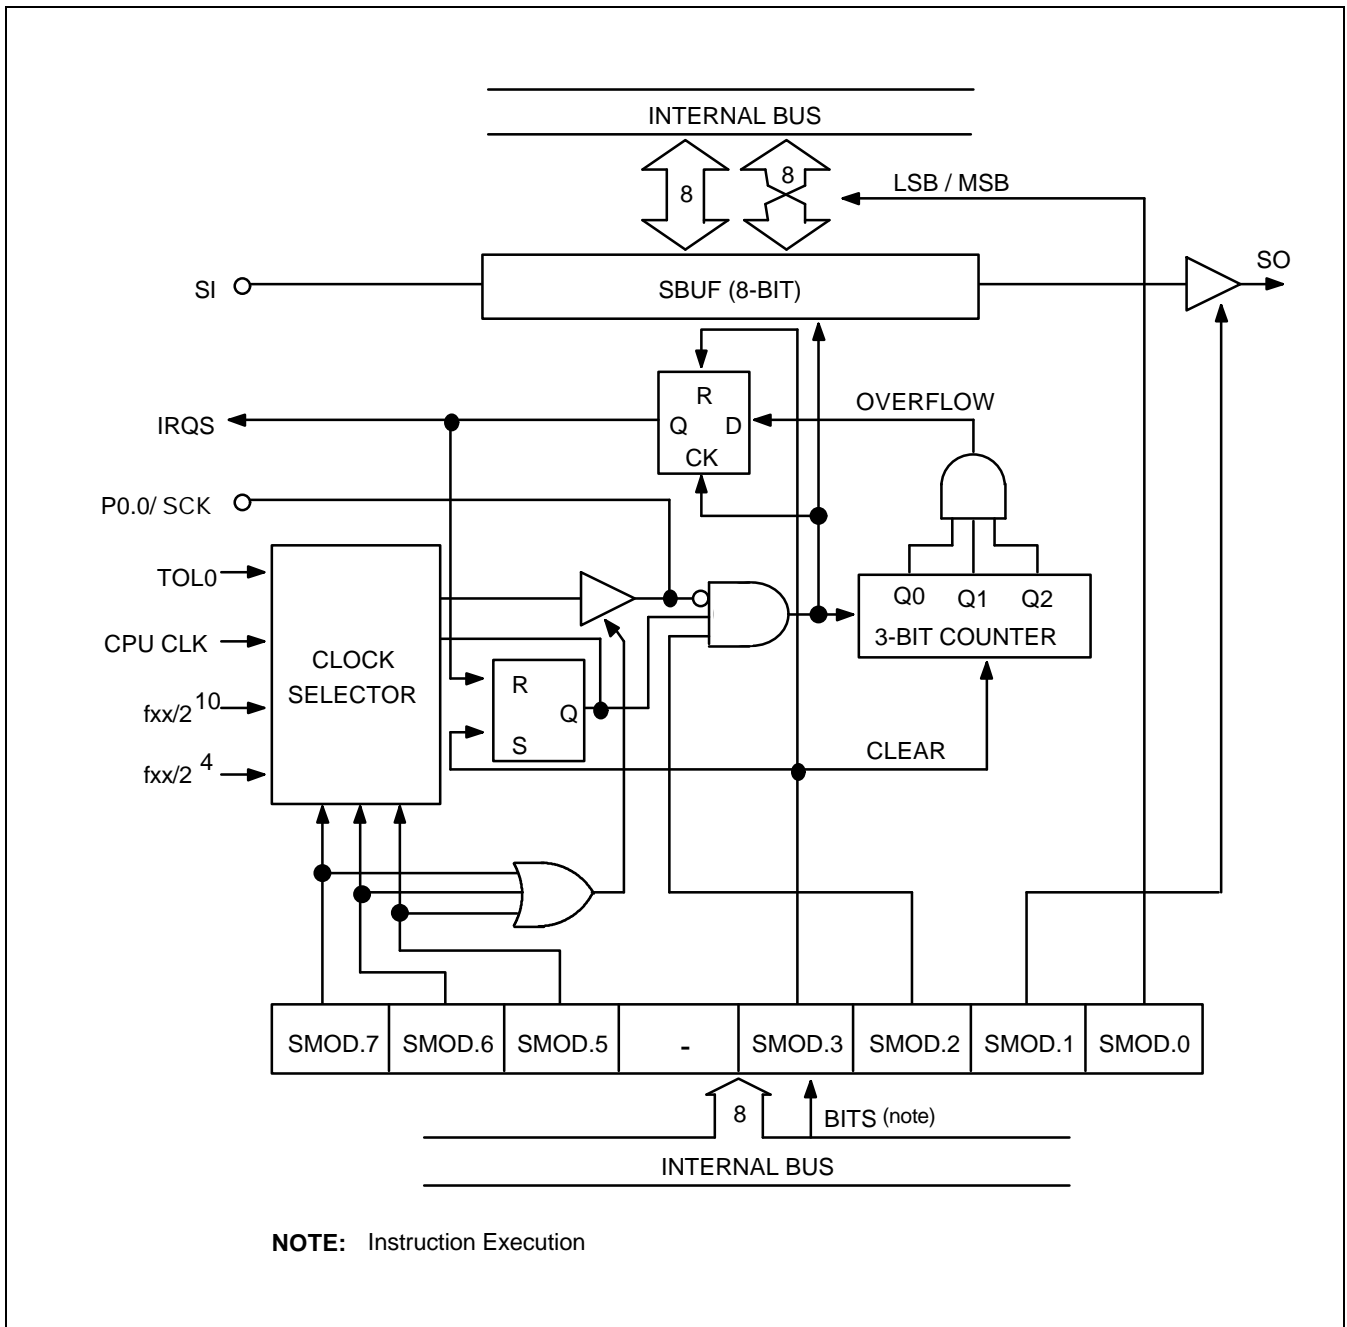 INTERNAL BUS
8
8
LSB / MSB
SI
SBUF (8-BIT)
SO
R
Q
D
CK
OVERFLOW
IRQS
P0.0/ SCK
TOL0
CPU CLK
fxx/2 10
fxx/2 4
CLOCK
SELECTOR
R
Q
S
Q0 Q1 Q2
3-BIT COUNTER
CLEAR
SMOD.7 SMOD.6 SMOD.5 - SMOD.3 SMOD.2 SMOD.1 SMOD.0
8
BITS (note)
INTERNAL BUS
NOTE: Instruction Execution